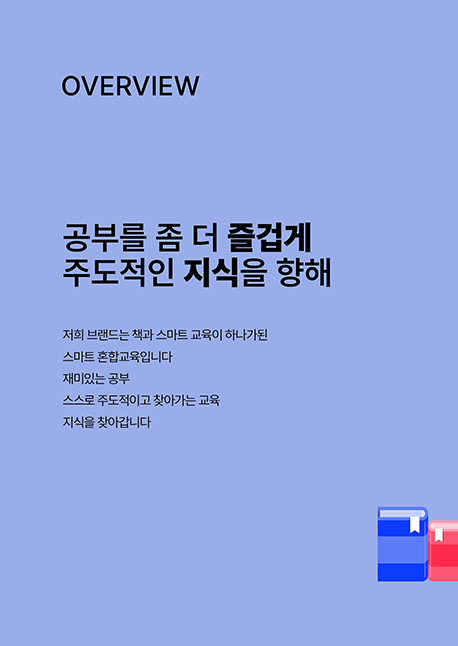 OVERVIEW
공부를 좀 더 즐겁게
주도적인 지식을 향해
저희 브랜드는 책과 스마트 교육이 하나가된
스마트 혼합교육입니다
재미있는 공부
스스로 주도적이고 찾아가는 교육
지식을 찾아갑니다